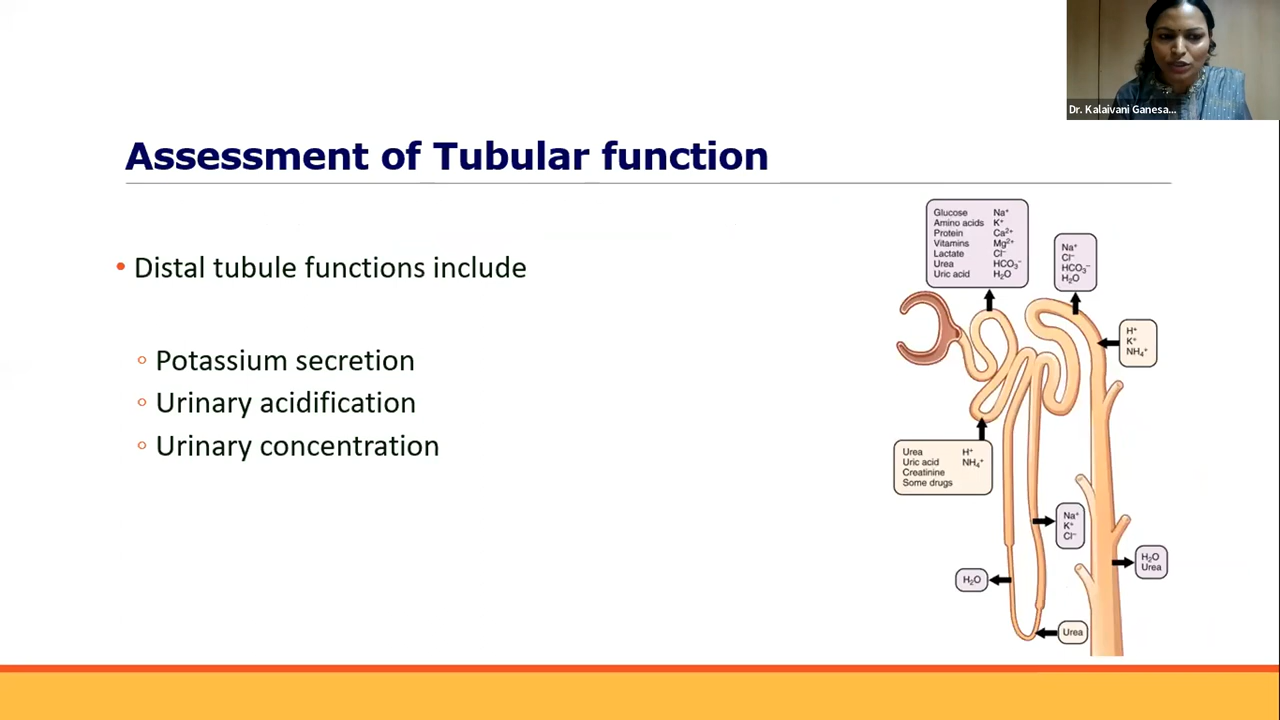 Dr. Kalaivani Ganesa...
Assessment of Tubular function
• Distal tubule functions include
◦ Potassium secretion
◦ Urinary acidification
◦ Urinary concentration
Glucose Na⁺
Amino acids K⁺
Protein Ca²⁺
Vitamins Mg²⁺
Lactate Cl⁻
Urea HCO₃⁻
Uric acid H₂O
Na⁺
Cl⁻
HCO₃⁻
H₂O
H⁺
K⁺
NH₄⁺
Urea H⁺
Uric acid NH₄⁺
Creatinine
Some drugs
Na⁺
K⁺
Cl⁻
H₂O
H₂O
Urea
Urea